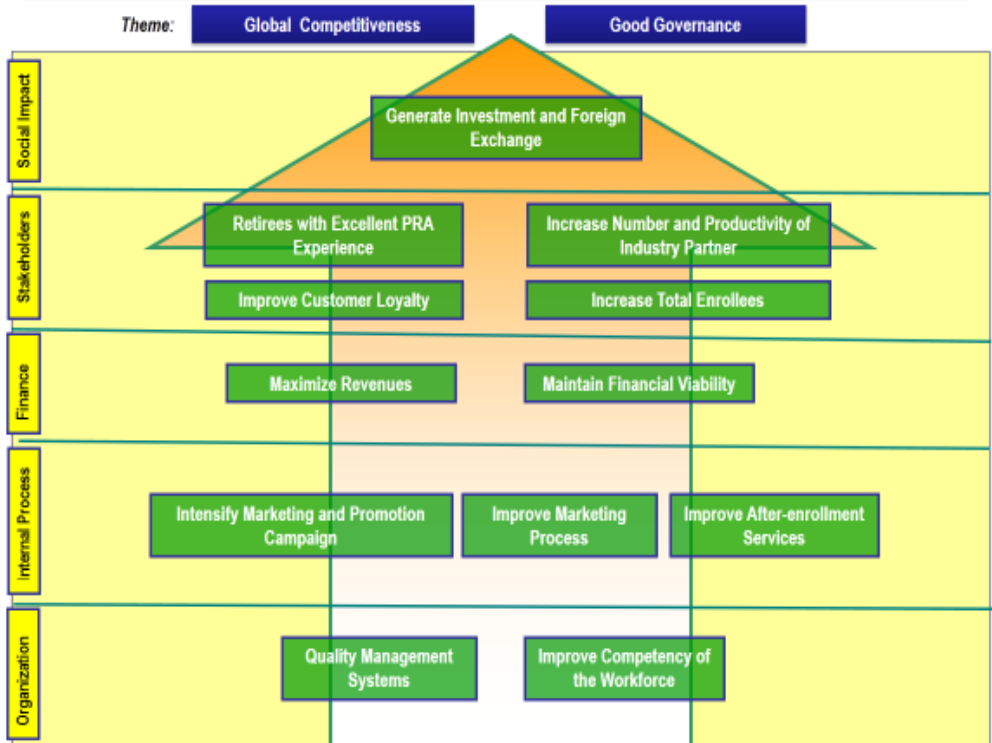 Theme:
Global Competitiveness
Good Governance
Social Impact
Generate Investment and Foreign
Exchange
Stakeholders
Retirees with Excellent PRA
Experience
Increase Number and Productivity of
Industry Partner
Improve Customer Loyalty
Increase Total Enrollees
Finance
Maximize Revenues
Maintain Financial Viability
Internal Process
Intensify Marketing and Promotion
Campaign
Improve Marketing
Process
Improve After-enrollment
Services
Organization
Quality Management
Systems
Improve Competency of
the Workforce